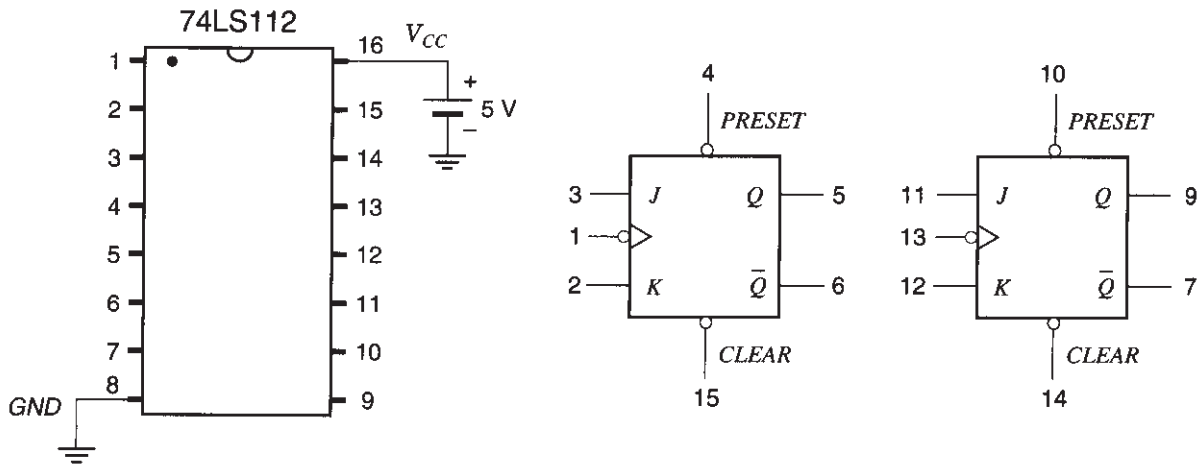 74LS112
1
2
3
4
5
6
7
8
GND
16 V_CC
15
14
13
12
11
10
9
+
5 V
−
4
PRESET
3 J Q 5
1
2 K Q̅ 6
CLEAR
15
10
PRESET
11 J Q 9
13
12 K Q̅ 7
CLEAR
14